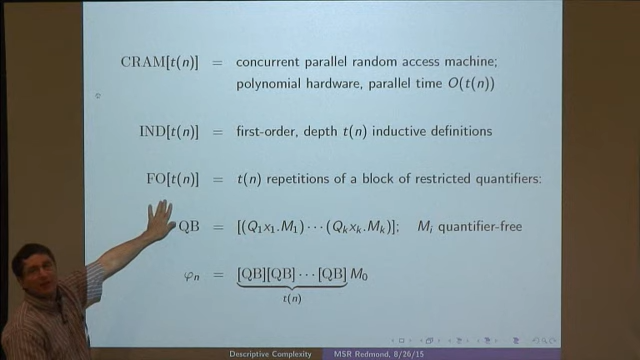 CRAM[t(n)] = concurrent parallel random access machine;
polynomial hardware, parallel time O(t(n))
IND[t(n)] = first-order, depth t(n) inductive definitions
FO[t(n)] = t(n) repetitions of a block of restricted quantifiers:
QB = [(Q₁x₁.M₁) ··· (Qₖxₖ.Mₖ)]; Mᵢ quantifier-free
φₙ = [QB][QB] ··· [QB] M₀
t(n)
Descriptive Complexity MSR Redmond, 8/26/15